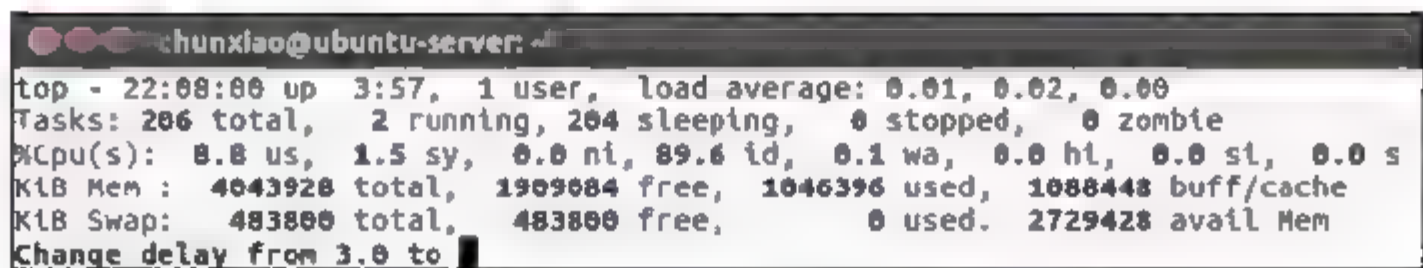 chunxiao@ubuntu-server: ~
top - 22:08:00 up  3:57,  1 user,  load average: 0.01, 0.02, 0.00
Tasks: 206 total,   2 running, 204 sleeping,   0 stopped,   0 zombie
%Cpu(s):  8.8 us,  1.5 sy,  0.0 ni, 89.6 id,  0.1 wa,  0.0 hi,  0.0 si,  0.0 s
KiB Mem :  4043928 total,  1909084 free,  1046396 used,  1088448 buff/cache
KiB Swap:   483800 total,   483800 free,        0 used.  2729428 avail Mem
Change delay from 3.0 to